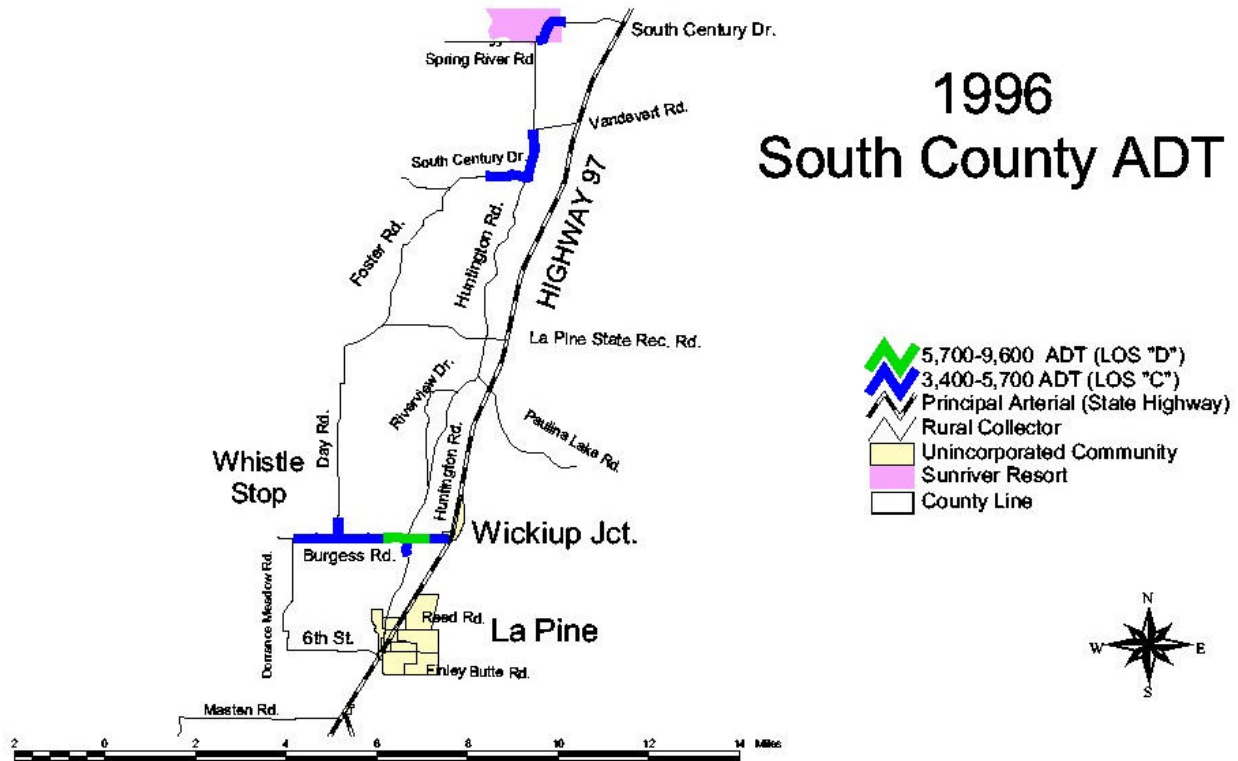 South Century Dr.
Spring River Rd
1996
South County ADT
Vandevert Rd.
South Century Dr.
Foster Rd.
Huntington Rd.
HIGHWAY 97
La Pine State Rec. Rd.
5,700-9,600 ADT (LOS "D")
3,400-5,700 ADT (LOS "C")
Principal Arterial (State Highway)
Rural Collector
Unincorporated Community
Sunriver Resort
County Line
Riverview Dr.
Day Rd.
Huntington Rd.
Paulina Lake Rd.
Whistle
Stop
Wickiup Jct.
Burgess Rd.
Dorrance Meadow Rd.
Reed Rd.
La Pine
6th St.
Finley Butte Rd.
Masten Rd.
N
W
E
S
2 0 2 4 6 8 10 12 14 Miles